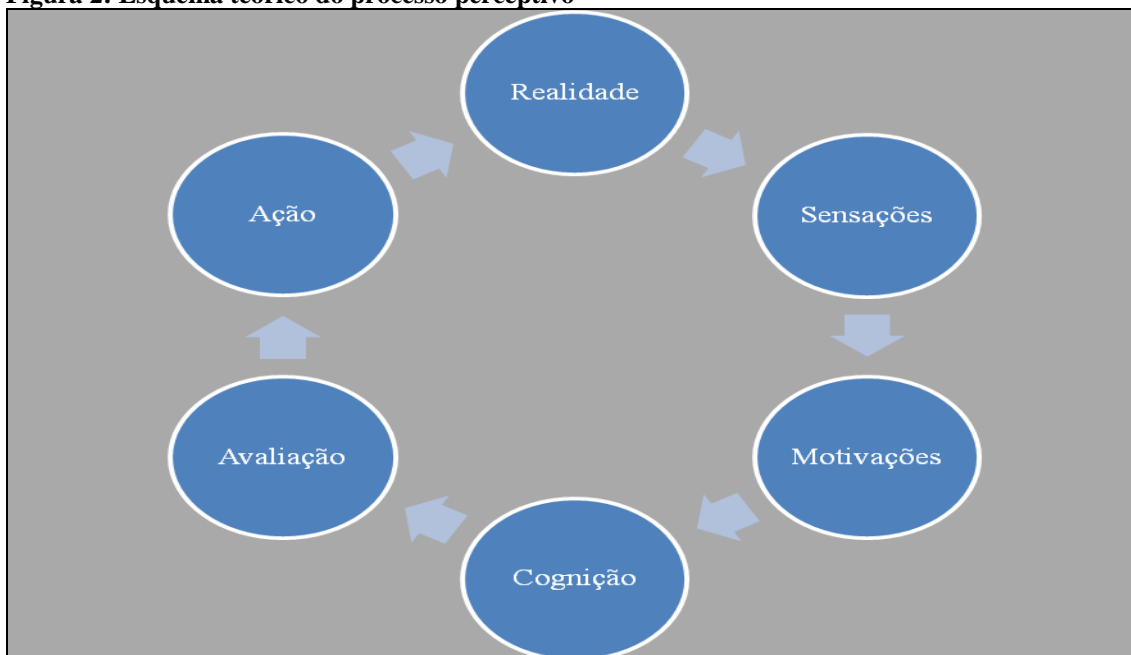 Figura 2: Esquema teórico do processo perceptivo
Realidade
Sensações
Motivações
Cognição
Avaliação
Ação